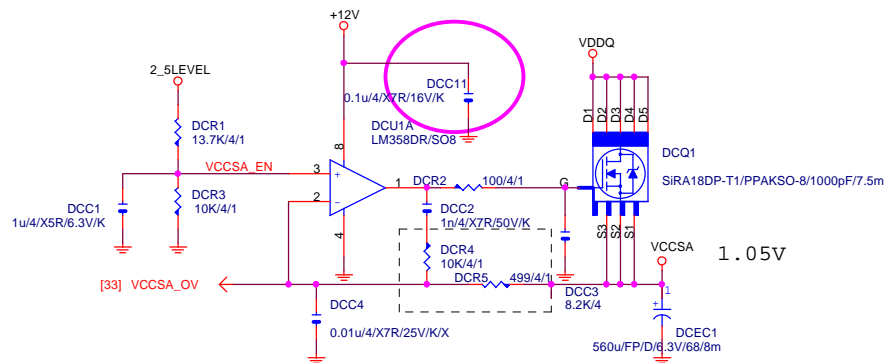 +12V
VDDQ
2_5LEVEL
DCC11
0.1u/4/X7R/16V/K
D1
D2
D3
D4
D5
DCR1
13.7K/4/1
DCU1A
LM358DR/SO8
8
DCQ1
VCCSA_EN
3
+
1
DCR2
100/4/1
G
SiRA18DP-T1/PPAKSO-8/1000pF/7.5m
DCR3
10K/4/1
2
-
DCC1
1u/4/X5R/6.3V/K
DCC2
1n/4/X7R/50V/K
4
S3
S2
S1
VCCSA
1.05V
DCR4
10K/4/1
DCR5
499/4/1
[33] VCCSA_OV
DCC3
8.2K/4
1
+
DCC4
0.01u/4/X7R/25V/K/X
DCEC1
560u/FP/D/6.3V/68/8m